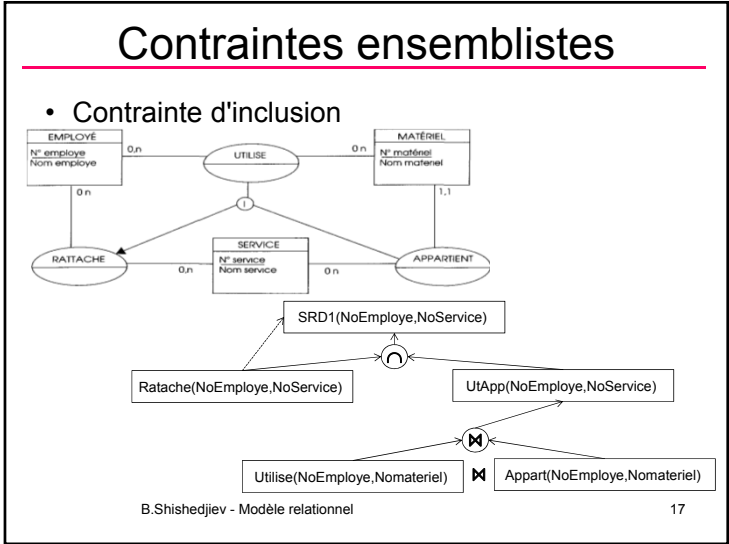 Contraintes ensemblistes
• Contrainte d'inclusion
EMPLOYÉ
N° employe
Nom employe
0,n
UTILISE
0 n
MATÉRIEL
N° matériel
Nom materiel
0 n
I
1,1
RATTACHE
0,n
SERVICE
N° service
Nom service
0 n
APPARTIENT
SRD1(NoEmploye,NoService)
∩
Ratache(NoEmploye,NoService)
UtApp(NoEmploye,NoService)
⋈
Utilise(NoEmploye,Nomateriel)
⋈
Appart(NoEmploye,Nomateriel)
B.Shishedjiev - Modèle relationnel
17